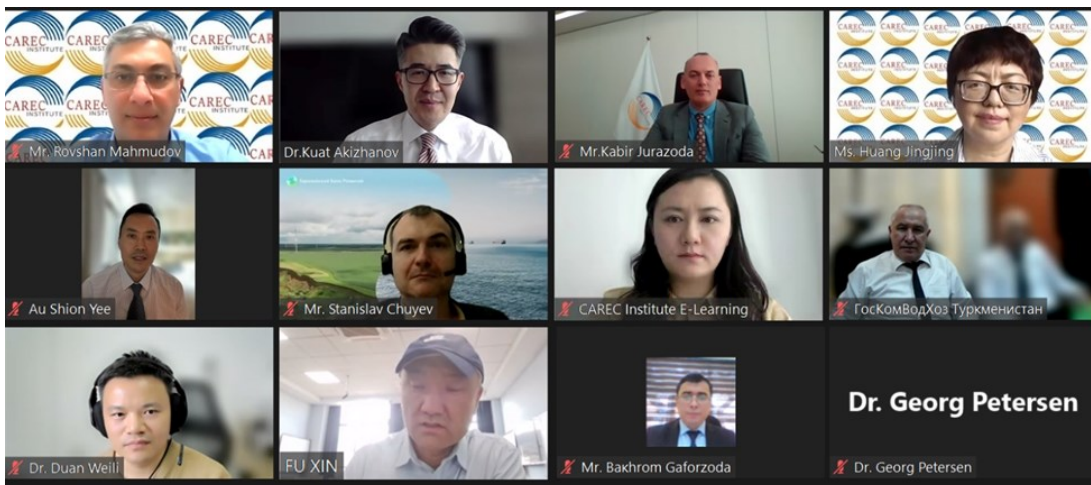 CAREC INSTITUTE
Mr. Rovshan Mahmudov
Dr.Kuat Akizhanov
Mr.Kabir Jurazoda
CAREC INSTITUTE
Ms. Huang Jingjing
Au Shion Yee
Mr. Stanislav Chuyev
CAREC Institute E-Learning
ГосКомВодХоз Туркменистан
Dr. Duan Weili
FU XIN
Mr. Bakhrom Gaforzoda
Dr. Georg Petersen
Dr. Georg Petersen